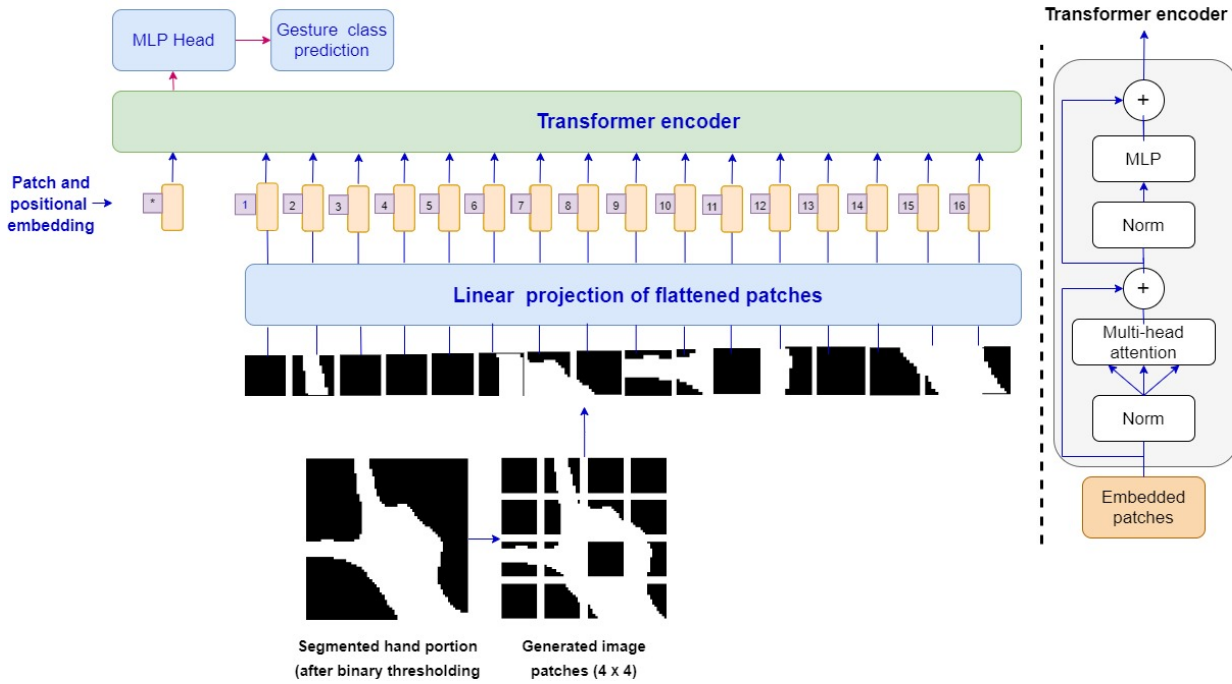 MLP Head
Gesture class
prediction
Transformer encoder
Patch and
positional
embedding
*
1
2
3
4
5
6
7
8
9
10
11
12
13
14
15
16
Linear projection of flattened patches
Segmented hand portion
(after binary thresholding
Generated image
patches (4 x 4)
Transformer encoder
+
MLP
Norm
+
Multi-head
attention
Norm
Embedded
patches